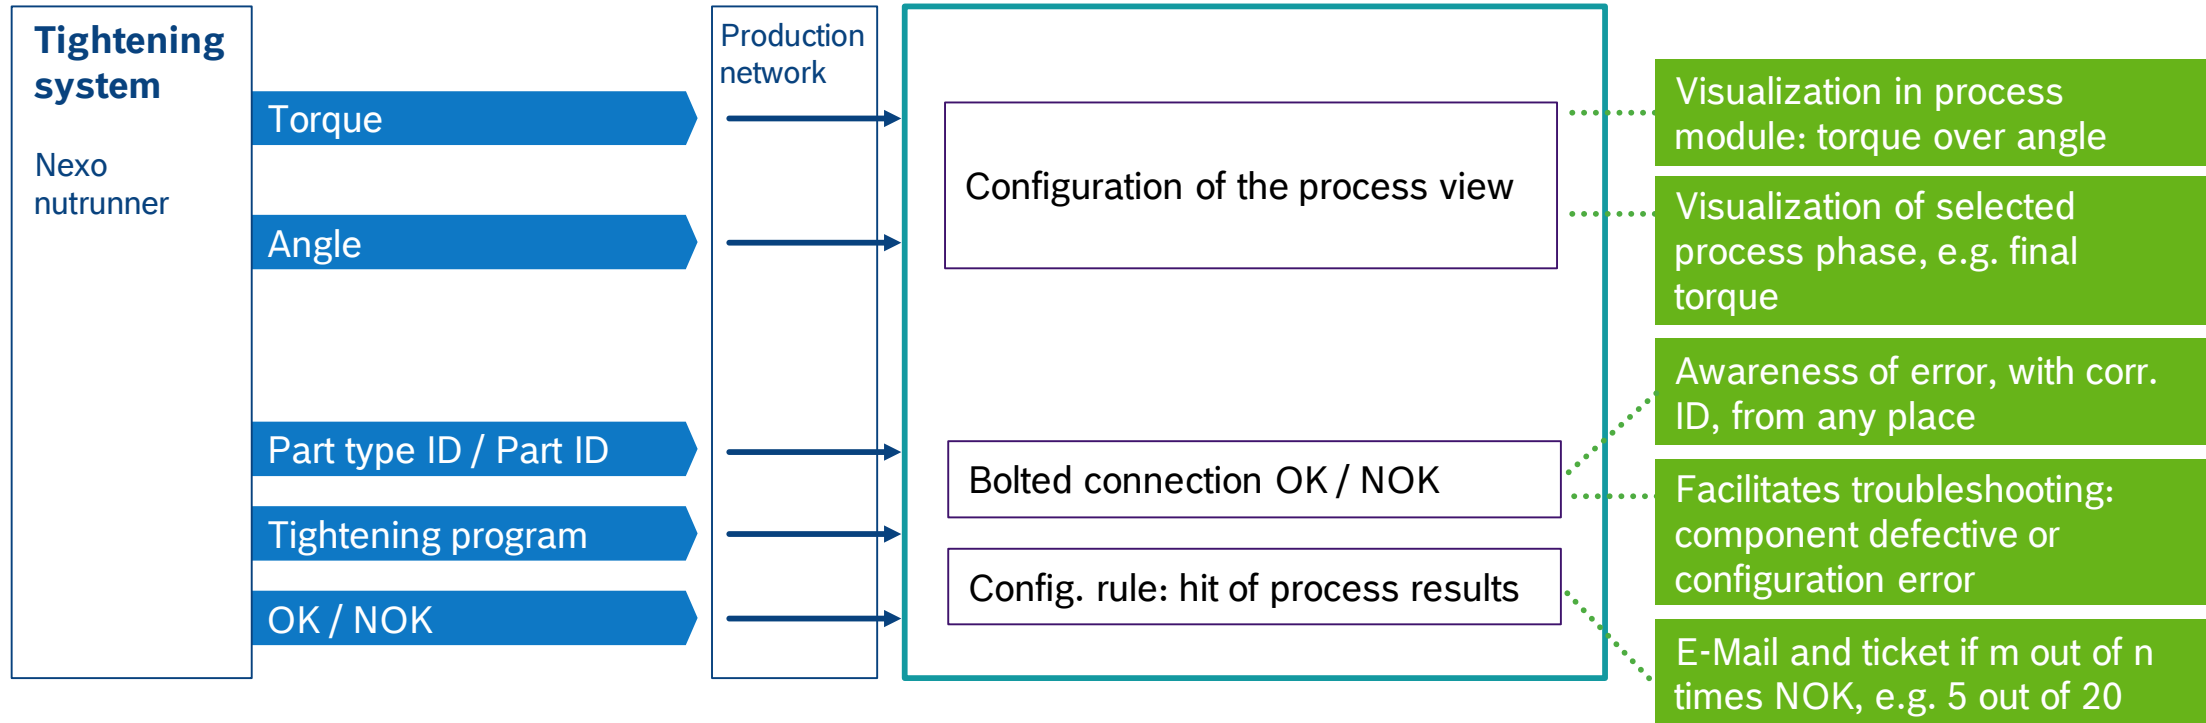 Tightening
system
Nexo
nutrunner
Torque
Angle
Part type ID / Part ID
Tightening program
OK / NOK
Production
network
Configuration of the process view
Bolted connection OK / NOK
Config. rule: hit of process results
Visualization in process
module: torque over angle
Visualization of selected
process phase, e.g. final
torque
Awareness of error, with corr.
ID, from any place
Facilitates troubleshooting:
component defective or
configuration error
E-Mail and ticket if m out of n
times NOK, e.g. 5 out of 20